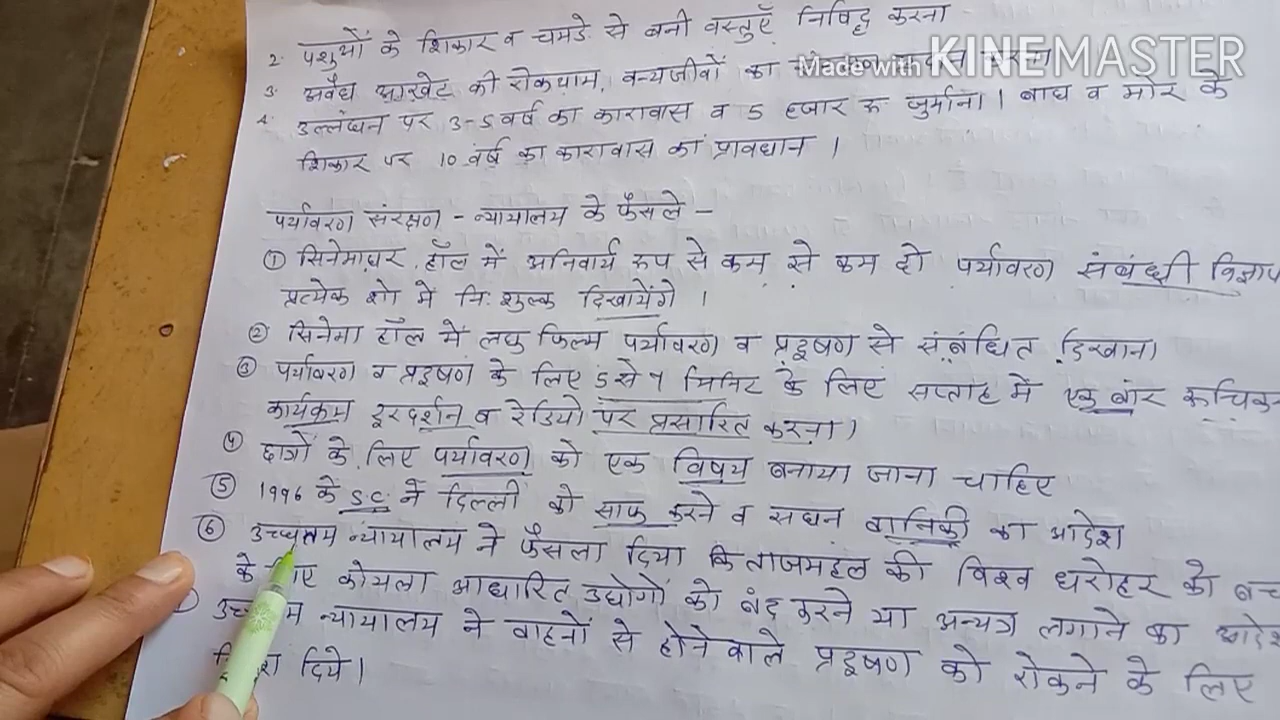 Made with KINEMASTER
2. पशुओं के शिकार व चमडे से बनी वस्तुएँ निषिद्ध करना
3. अवैध आखेट की रोकथाम, वन्यजीवों का
4. उल्लंघन पर 3-5 वर्ष का कारावास व 5 हजार रू जुर्माना। बाघ व मोर के
शिकार पर 10 वर्ष का कारावास का प्रावधान।
पर्यावरण संरक्षण - न्यायालय के फैसले -
① सिनेमाघर हॉल में अनिवार्य रूप से कम से कम दो पर्यावरण संबंधी
प्रत्येक शो मे निःशुल्क दिखायेंगे।
② सिनेमा हॉल में लघु फिल्म पर्यावरण व प्रदूषण से संबंधित दिखाना।
③ पर्यावरण व प्रदूषण के लिए 5 से 7 मिनिट के लिए सप्ताह मे एक बार
कार्यक्रम दूरदर्शन व रेडियो पर प्रसारित करना।
④ छात्रों के लिए पर्यावरण को एक विषय बनाया जाना चाहिए
⑤ 1996 के S.C. ने दिल्ली को साफ करने व सघन वानिकी का आदेश
⑥ उच्चतम न्यायालय ने फैसला दिया कि ताजमहल की विश्व धरोहर को
के कोयला आधारित उद्योगों को बंद करने या अन्यत्र लगाने का
न्यायालय ने वाहनों से होने वाले प्रदूषण को रोकने के लिए
दिये।